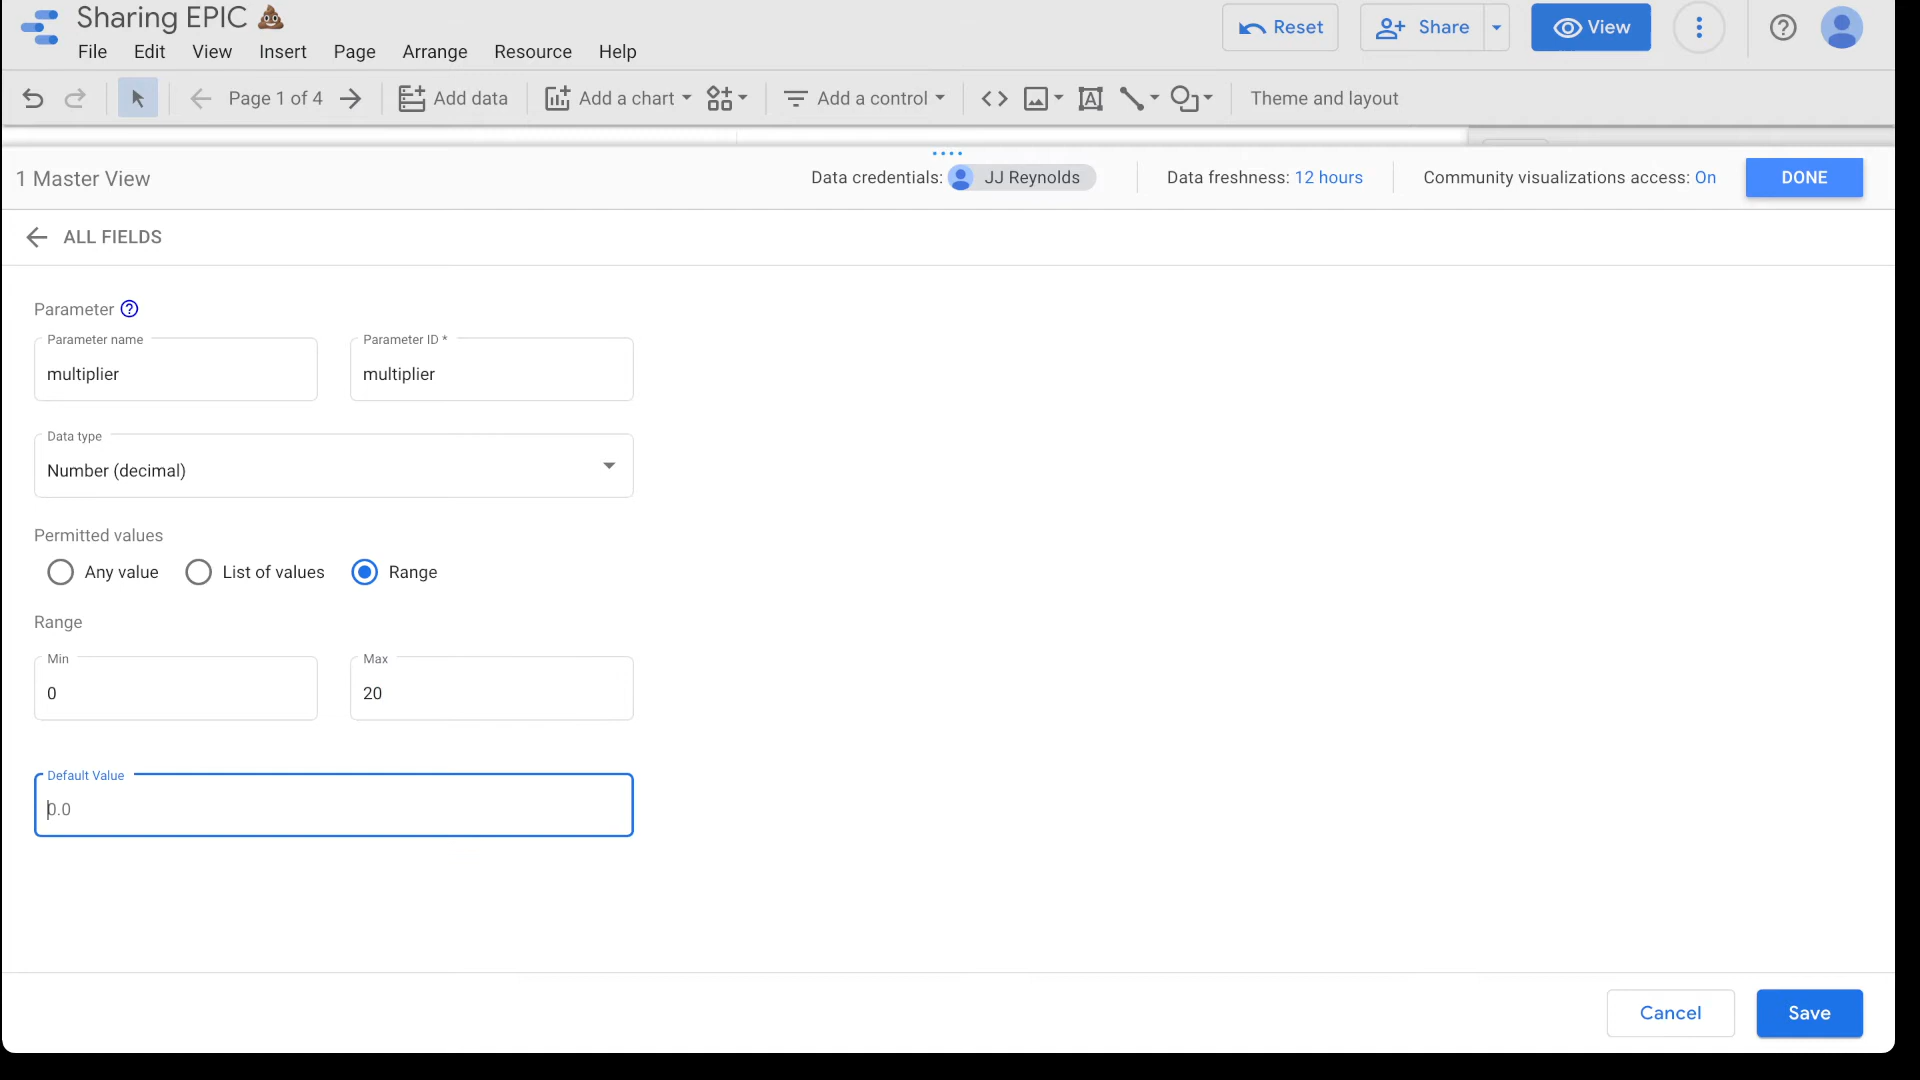 Sharing EPIC 💩
File Edit View Insert Page Arrange Resource Help
Reset Share View
Page 1 of 4 Add data Add a chart Add a control Theme and layout
1 Master View Data credentials: JJ Reynolds Data freshness: 12 hours Community visualizations access: On DONE
ALL FIELDS
Parameter
Parameter name Parameter ID *
multiplier multiplier
Data type
Number (decimal)
Permitted values
Any value List of values Range
Range
Min Max
0 20
Default Value
0.0
Cancel Save